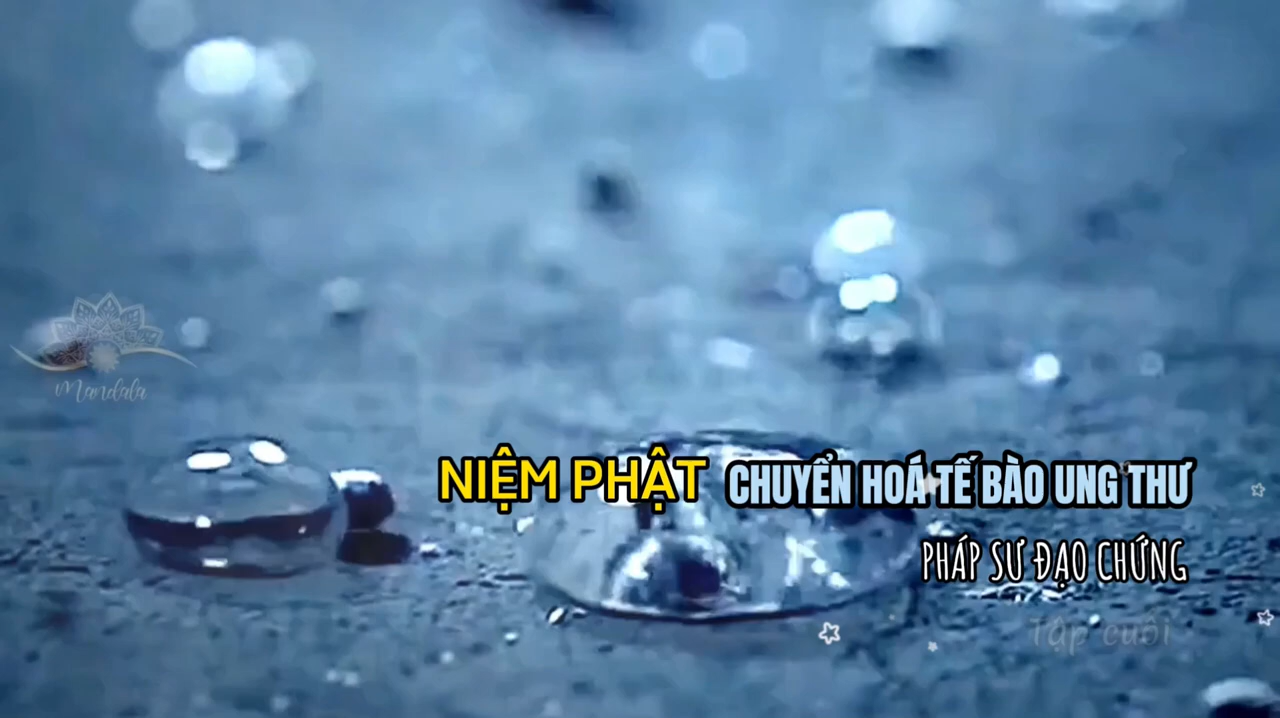 Mandala
NIỆM PHẬT CHUYỂN HOÁ TẾ BÀO UNG THƯ
PHÁP SƯ ĐẠO CHỨNG
Tập cuối